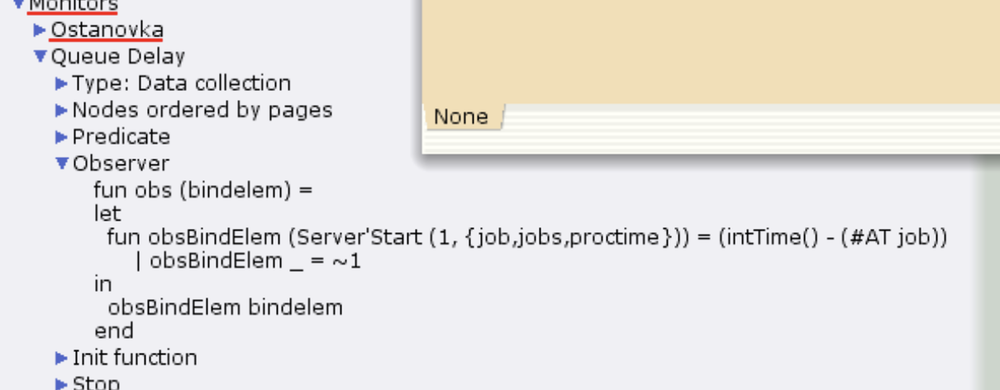 Monitors
Ostanovka
Queue Delay
Type: Data collection
Nodes ordered by pages
None
Predicate
Observer
fun obs (bindelem) =
let
fun obsBindElem (Server'Start (1, {job,jobs,proctime})) = (intTime() - (#AT job))
| obsBindElem _ = ~1
in
obsBindElem bindelem
end
Init function
Stop